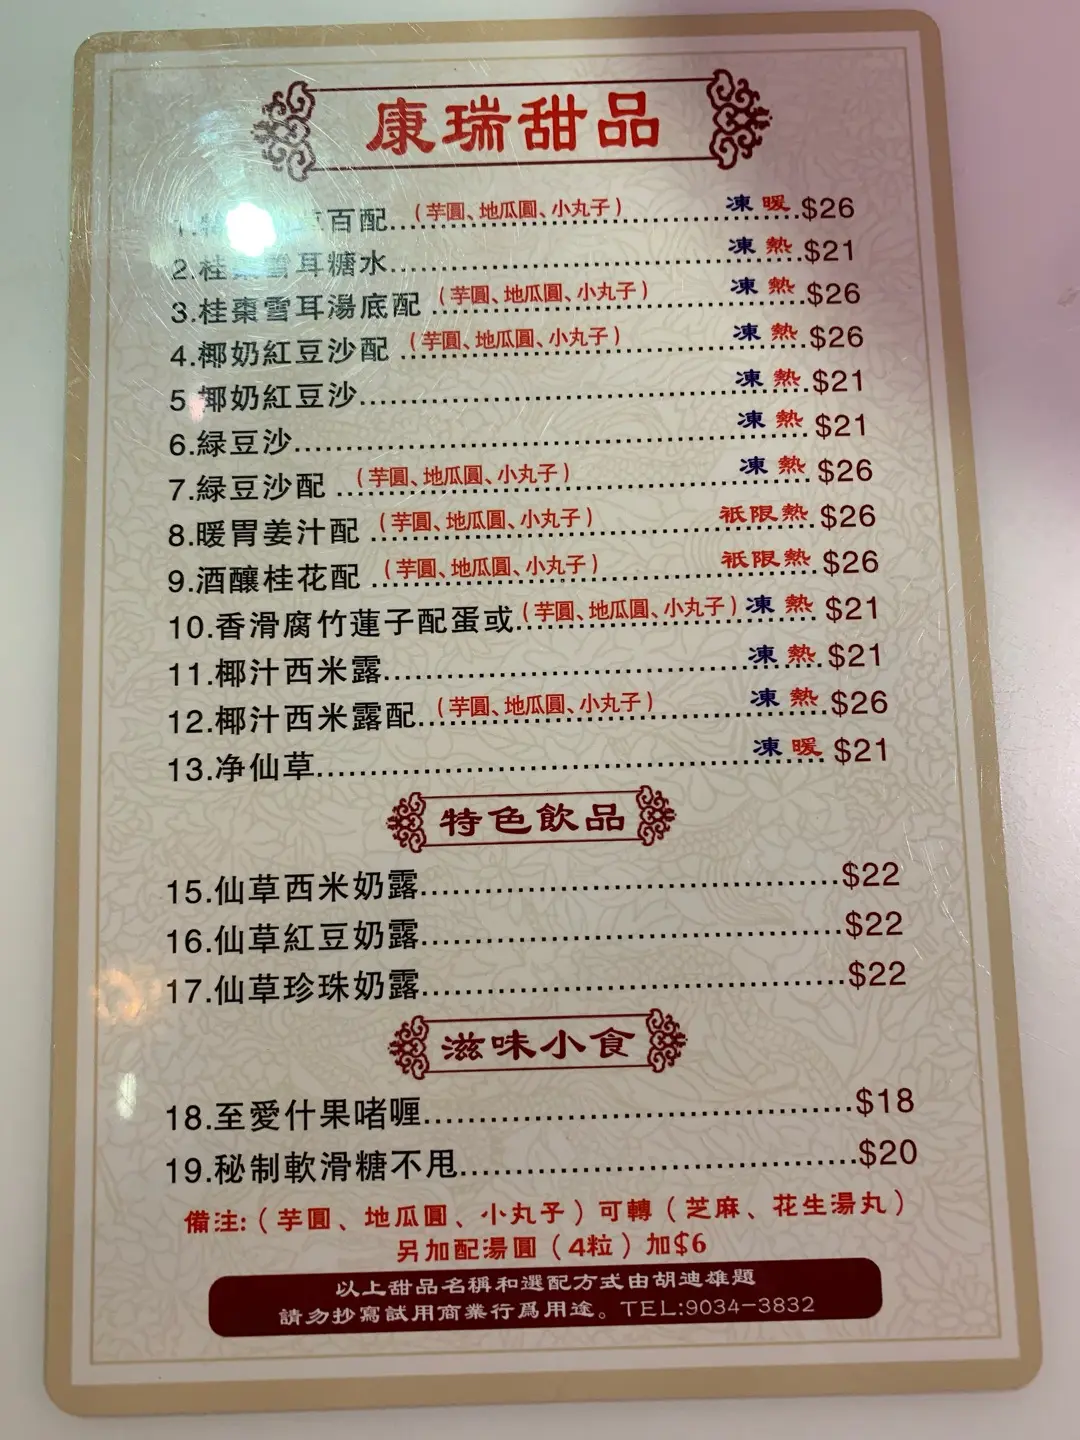 康瑞甜品
1. 百配 (芋圓、地瓜圓、小丸子) 凍 暖 $26
2.桂棗雪耳糖水 凍 熱 $21
3.桂棗雪耳湯底配 (芋圓、地瓜圓、小丸子) 凍 熱 $26
4.椰奶紅豆沙配 (芋圓、地瓜圓、小丸子) 凍 熱 $26
5.椰奶紅豆沙 凍 熱 $21
6.緑豆沙 凍 熱 $21
7.緑豆沙配 (芋圓、地瓜圓、小丸子) 凍 熱 $26
8.暖胃姜汁配 (芋圓、地瓜圓、小丸子) 祇限熱 $26
9.酒釀桂花配 (芋圓、地瓜圓、小丸子) 祇限熱 $26
10.香滑腐竹蓮子配蛋或 (芋圓、地瓜圓、小丸子) 凍 熱 $21
11.椰汁西米露 凍 熱 $21
12.椰汁西米露配 (芋圓、地瓜圓、小丸子) 凍 熱 $26
13.净仙草 凍 暖 $21
特色飲品
15.仙草西米奶露 $22
16.仙草紅豆奶露 $22
17.仙草珍珠奶露 $22
滋味小食
18.至愛什果啫喱 $18
19.秘制軟滑糖不甩 $20
備注:(芋圓、地瓜圓、小丸子)可轉(芝麻、花生湯丸)
另加配湯圓(4粒)加$6
以上甜品名稱和選配方式由胡迪雄題
請勿抄寫試用商業行爲用途。TEL:9034-3832